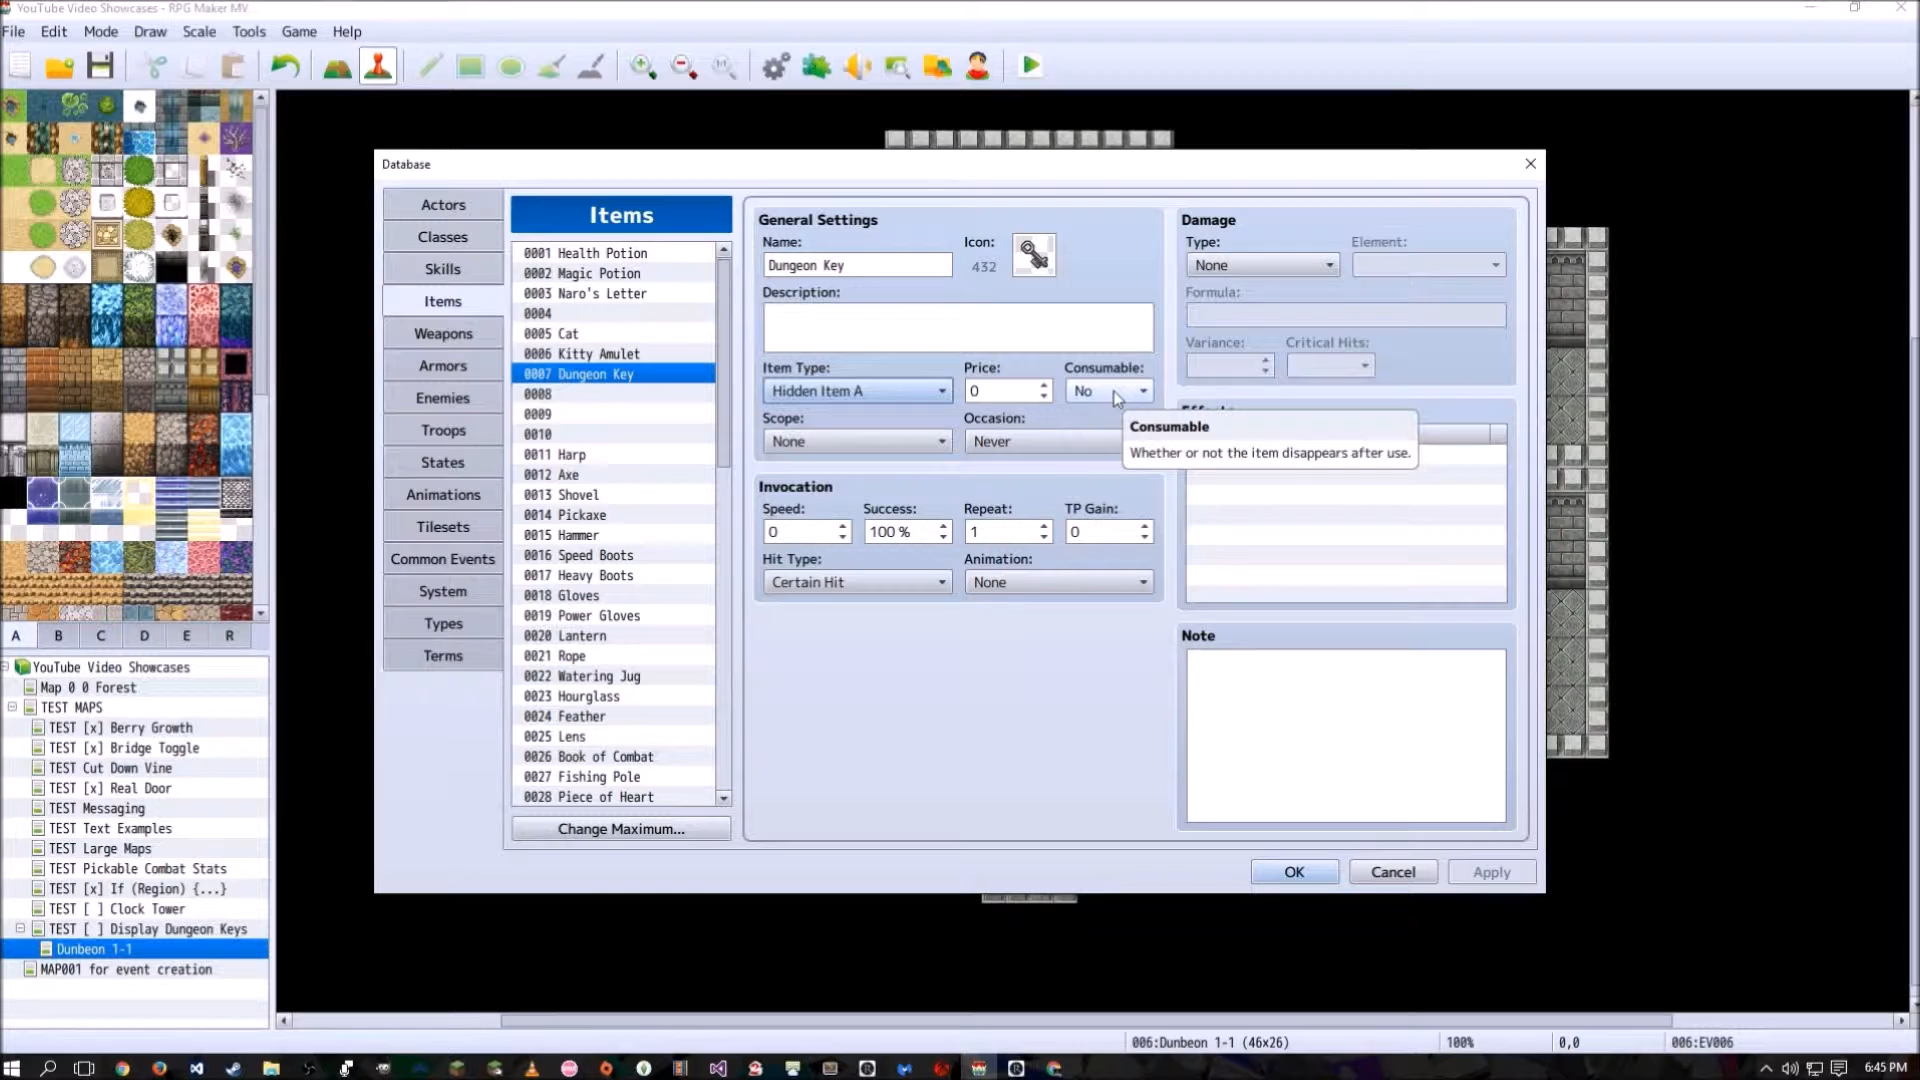 YouTube Video Showcases - RPG Maker MV
File Edit Mode Draw Scale Tools Game Help
Database
Actors
Classes
Skills
Items
Weapons
Armors
Enemies
Troops
States
Animations
Tilesets
Common Events
System
Types
Terms
Items
0001 Health Potion
0002 Magic Potion
0003 Naro's Letter
0004
0005 Cat
0006 Kitty Amulet
0007 Dungeon Key
0008
0009
0010
0011 Harp
0012 Axe
0013 Shovel
0014 Pickaxe
0015 Hammer
0016 Speed Boots
0017 Heavy Boots
0018 Gloves
0019 Power Gloves
0020 Lantern
0021 Rope
0022 Watering Jug
0023 Hourglass
0024 Feather
0025 Lens
0026 Book of Combat
0027 Fishing Pole
0028 Piece of Heart
Change Maximum...
General Settings
Name: Icon:
Dungeon Key 432
Description:
Item Type: Price: Consumable:
Hidden Item A 0 No
Scope: Occasion:
None Never
Consumable
Whether or not the item disappears after use.
Invocation
Speed: Success: Repeat: TP Gain:
0 100 % 1 0
Hit Type: Animation:
Certain Hit None
Damage
Type: Element:
None
Formula:
Variance: Critical Hits:
Note
OK Cancel Apply
A B C D E R
YouTube Video Showcases
Map 0 0 Forest
TEST MAPS
TEST [x] Berry Growth
TEST [x] Bridge Toggle
TEST Cut Down Vine
TEST [x] Real Door
TEST Messaging
TEST Text Examples
TEST Large Maps
TEST Pickable Combat Stats
TEST [x] If (Region) {...}
TEST [ ] Clock Tower
TEST [ ] Display Dungeon Keys
Dunbeon 1-1
MAP001 for event creation
006:Dunbeon 1-1 (46x26) 100% 0,0 006:EV006
6:45 PM